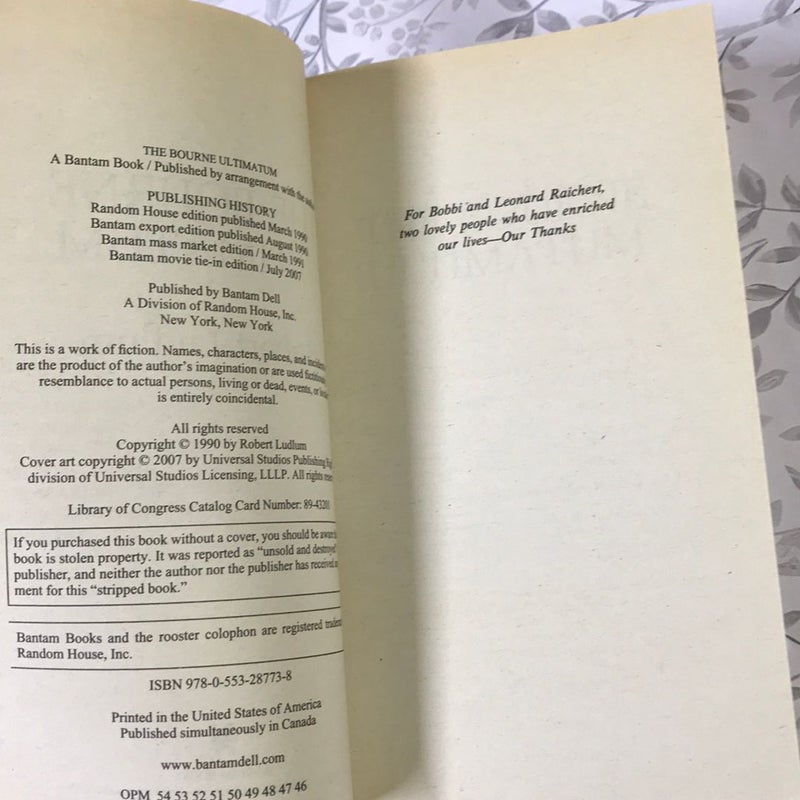 THE BOURNE ULTIMATUM
A Bantam Book / Published by arrangement with the
PUBLISHING HISTORY
Random House edition published March 1990
Bantam export edition published August 1990
Bantam mass market edition / March 1991
Bantam movie tie-in edition / July 2007
Published by Bantam Dell
A Division of Random House, Inc.
New York, New York
This is a work of fiction. Names, characters, places, and
are the product of the author's imagination or are used
resemblance to actual persons, living or dead, events, or
is entirely coincidental.
All rights reserved
Copyright © 1990 by Robert Ludlum
Cover art copyright © 2007 by Universal Studios Publishing
division of Universal Studios Licensing, LLLP. All rights
Library of Congress Catalog Card Number:
If you purchased this book without a cover, you should be aware
book is stolen property. It was reported as "unsold and destroyed"
publisher, and neither the author nor the publisher has received
ment for this "stripped book."
Bantam Books and the rooster colophon are registered
Random House, Inc.
ISBN 978-0-553-28773-8
Printed in the United States of America
Published simultaneously in Canada
www.bantamdell.com
OPM 54 53 52 51 50 49 48 47 46
For Bobbi and Leonard Raichert,
two lovely people who have enriched
our lives—Our Thanks